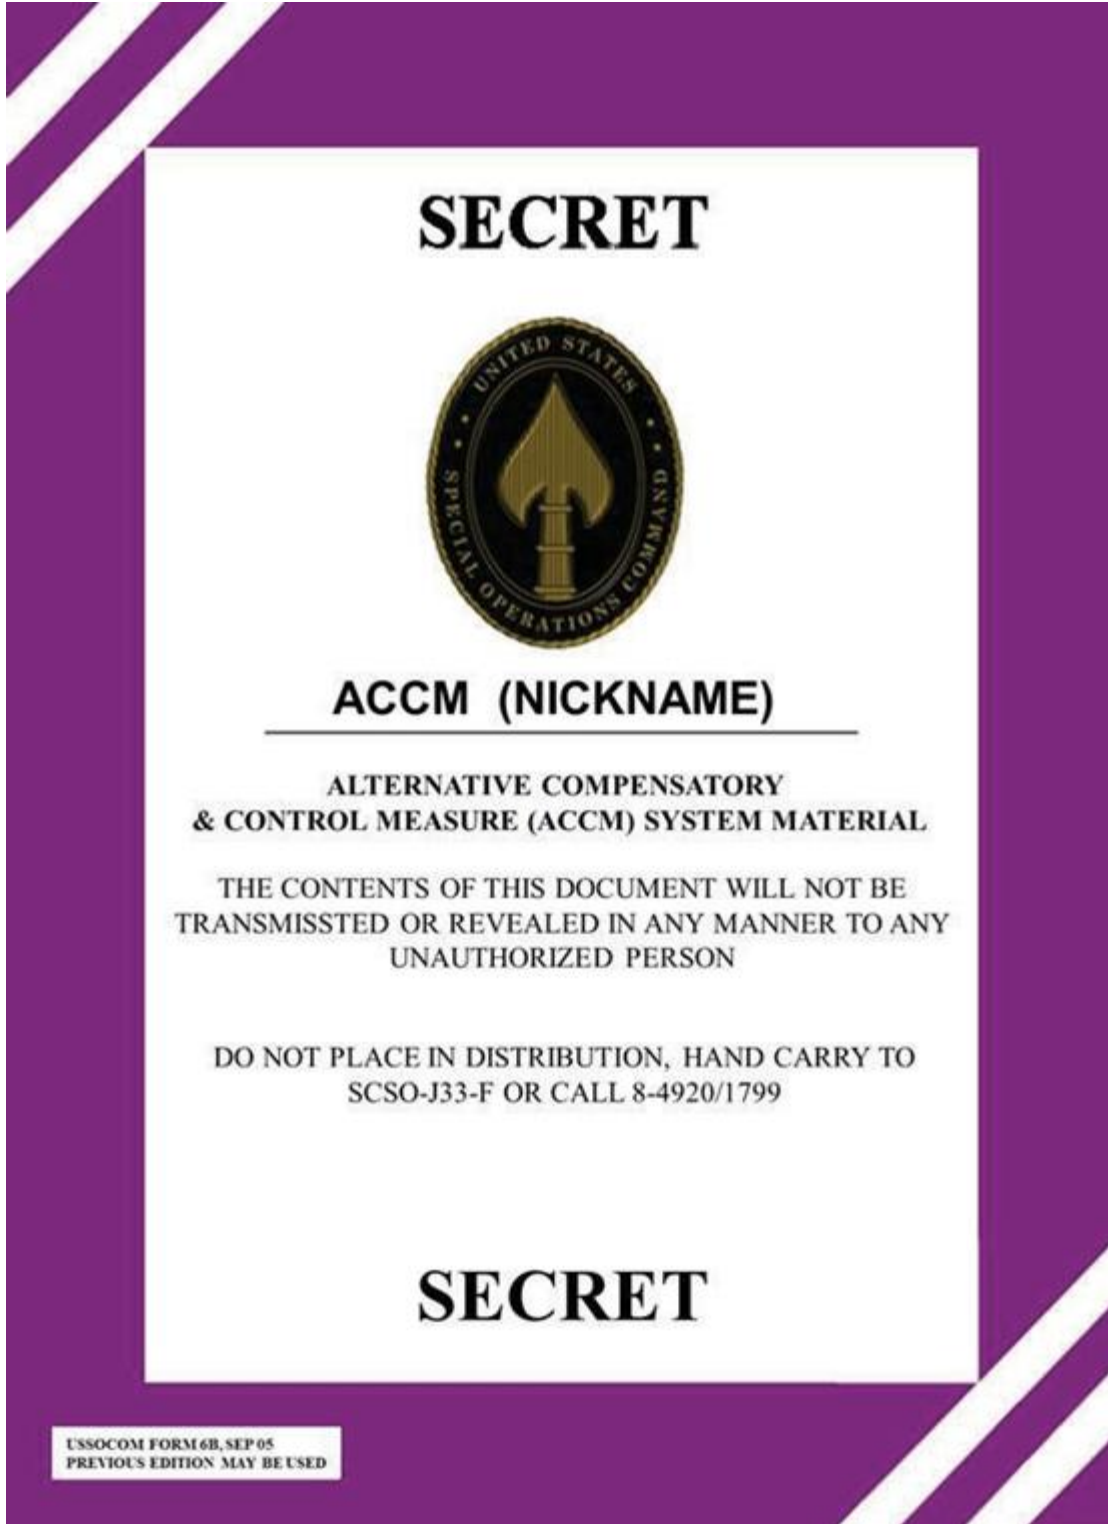 SECRET
UNITED STATES
SPECIAL OPERATIONS COMMAND
ACCM (NICKNAME)
ALTERNATIVE COMPENSATORY
& CONTROL MEASURE (ACCM) SYSTEM MATERIAL
THE CONTENTS OF THIS DOCUMENT WILL NOT BE
TRANSMISSTED OR REVEALED IN ANY MANNER TO ANY
UNAUTHORIZED PERSON
DO NOT PLACE IN DISTRIBUTION, HAND CARRY TO
SCSO-J33-F OR CALL 8-4920/1799
SECRET
USSOCOM FORM 6B, SEP 05
PREVIOUS EDITION MAY BE USED